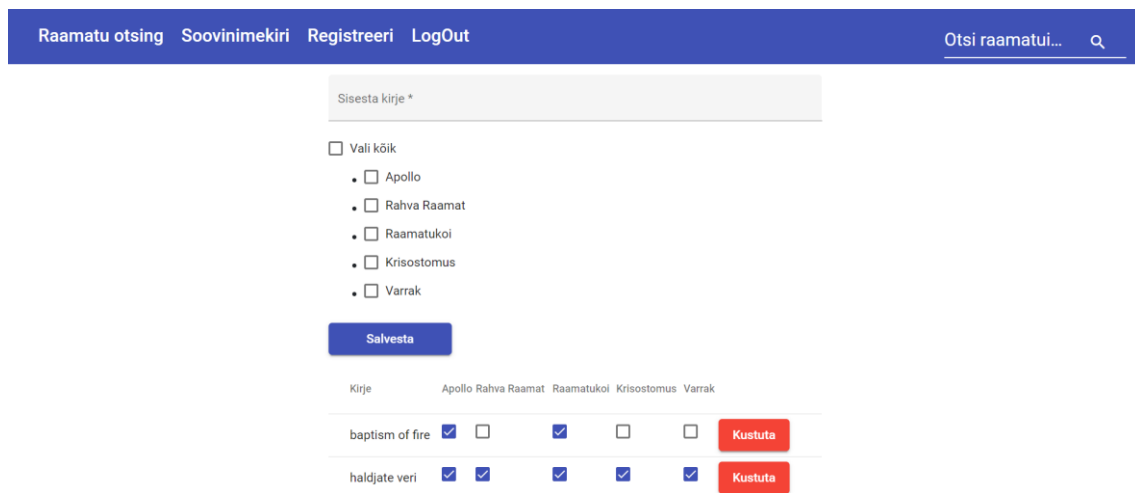 Raamatu otsing Soovinimekiri Registreeri LogOut Otsi raamatui...
Sisesta kirje *
Vali kõik
Apollo
Rahva Raamat
Raamatukoi
Krisostomus
Varrak
Salvesta
Kirje Apollo Rahva Raamat Raamatukoi Krisostomus Varrak
baptism of fire Kustuta
haldjate veri Kustuta